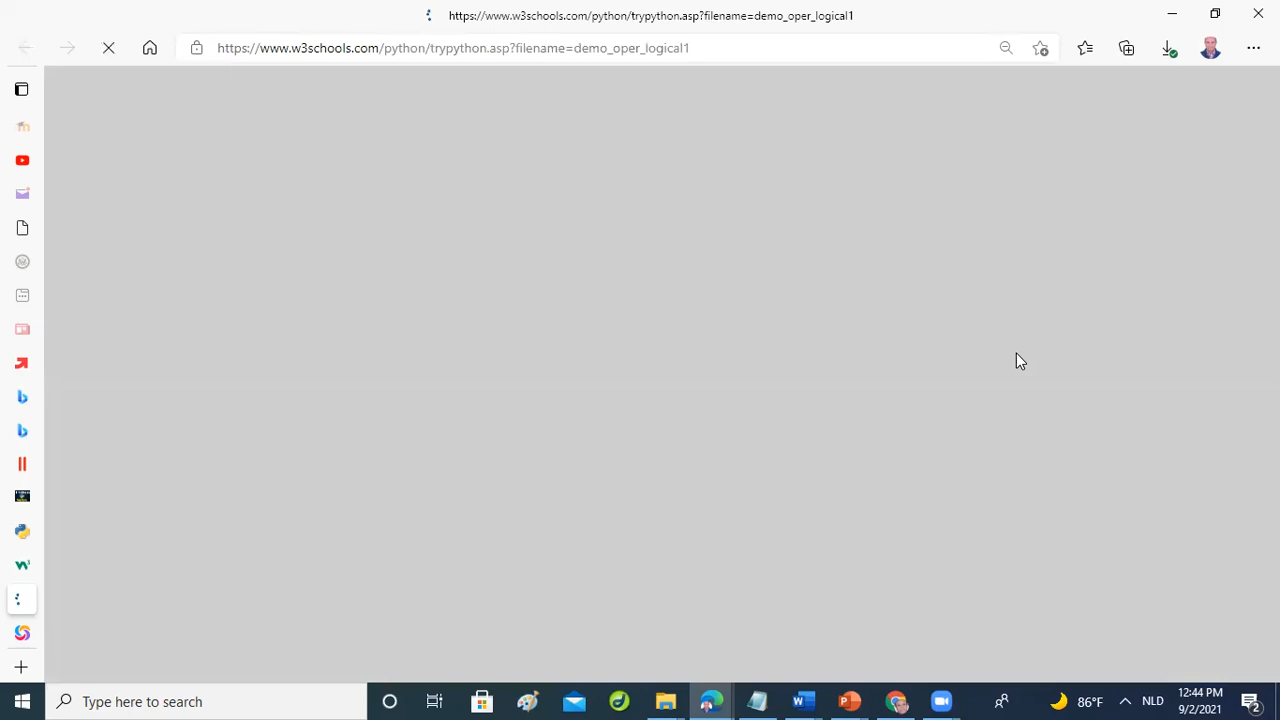 https://www.w3schools.com/python/trypython.asp?filename=demo_oper_logical1
https://www.w3schools.com/python/trypython.asp?filename=demo_oper_logical1
Type here to search
86°F
NLD
12:44 PM
9/2/2021
2